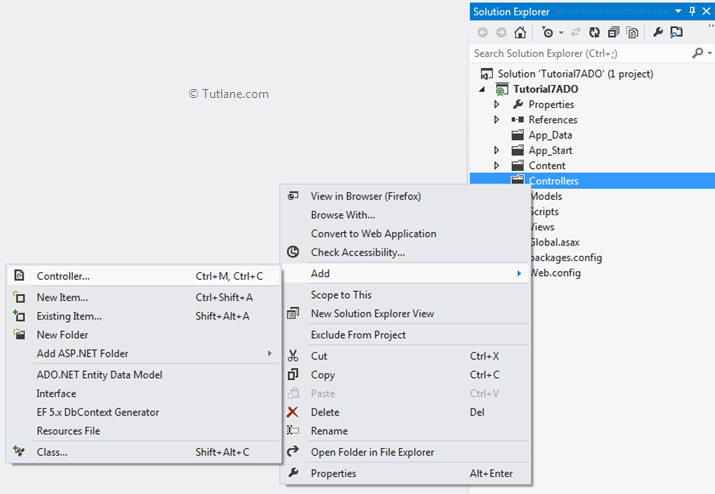 Solution Explorer
Search Solution Explorer (Ctrl+;)
Solution 'Tutorial7ADO' (1 project)
Tutorial7ADO
Properties
References
App_Data
App_Start
Content
Controllers
Models
Scripts
Views
Global.asax
packages.config
Web.config
© Tutlane.com
View in Browser (Firefox)
Browse With...
Convert to Web Application
Check Accessibility...
Add
Scope to This
New Solution Explorer View
Exclude From Project
Cut Ctrl+X
Copy Ctrl+C
Paste Ctrl+V
Delete Del
Rename
Open Folder in File Explorer
Properties Alt+Enter
Controller... Ctrl+M, Ctrl+C
New Item... Ctrl+Shift+A
Existing Item... Shift+Alt+A
New Folder
Add ASP.NET Folder
ADO.NET Entity Data Model
Interface
EF 5.x DbContext Generator
Resources File
Class... Shift+Alt+C